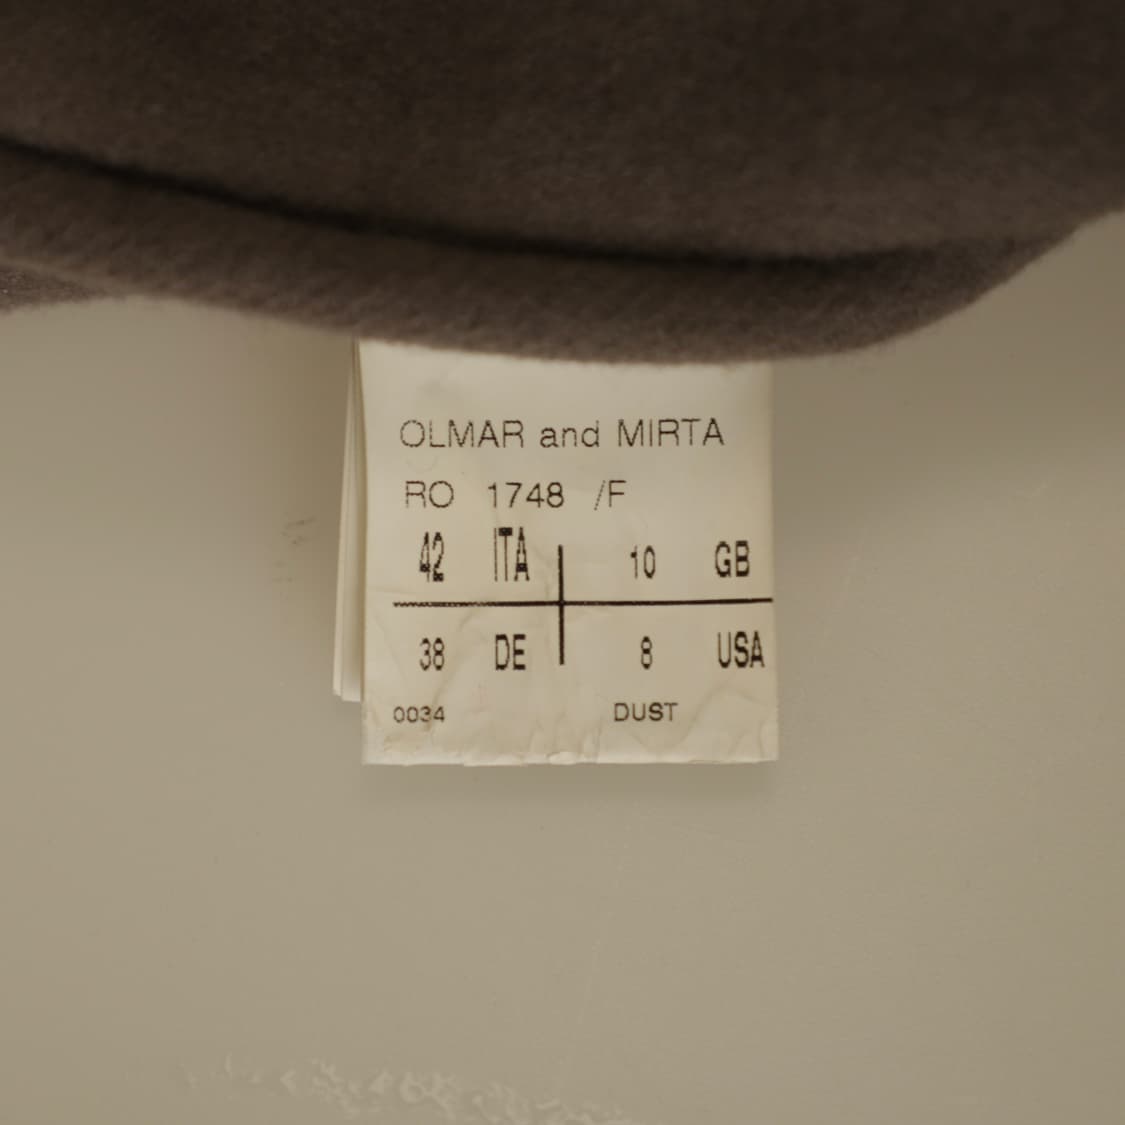 OLMAR and MIRTA
RO 1748 /F
42 ITA 10 GB
38 DE 8 USA
0034 DUST